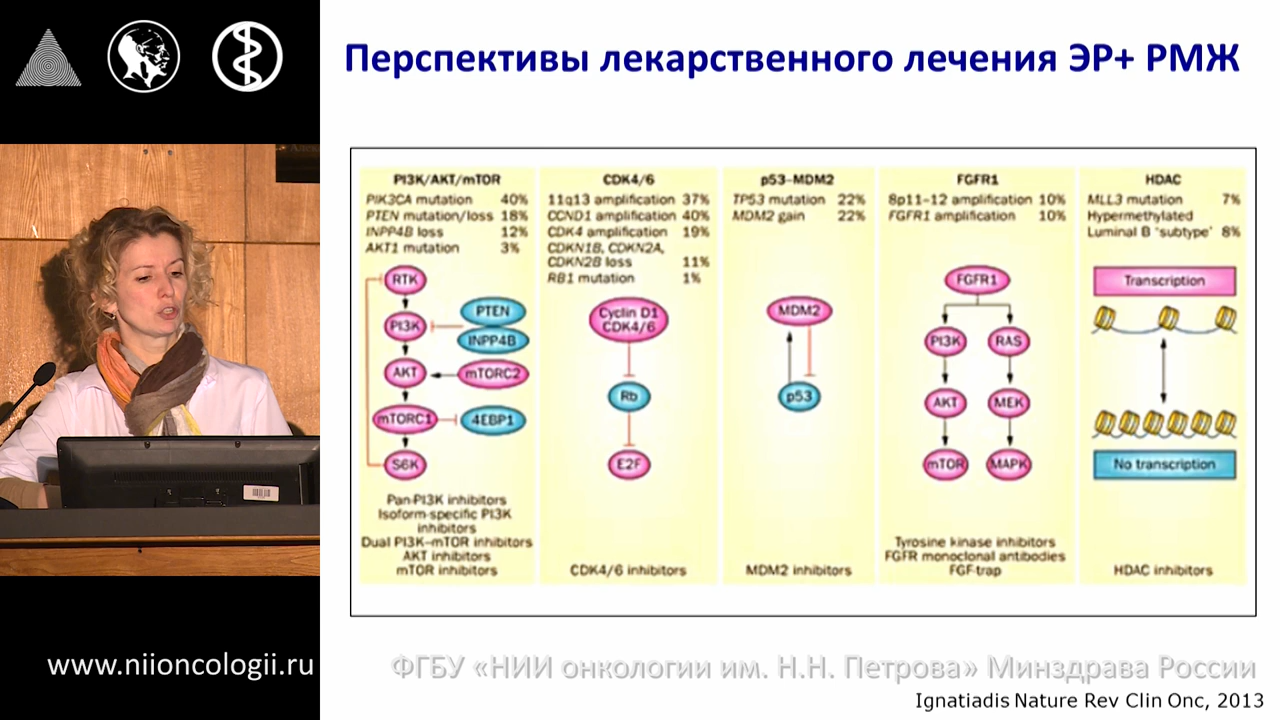 Перспективы лекарственного лечения ЭР+ РМЖ
PI3K/AKT/mTOR
PIK3CA mutation 40%
PTEN mutation/loss 18%
INPP4B loss 12%
AKT1 mutation 3%
RTK
PI3K
PTEN
INPP4B
AKT
mTORC2
mTORC1
4EBP1
S6K
Pan-PI3K inhibitors
Isoform-specific PI3K
inhibitors
Dual PI3K–mTOR inhibitors
AKT inhibitors
mTOR inhibitors
CDK4/6
11q13 amplification 37%
CCND1 amplification 40%
CDK4 amplification 19%
CDKN1B, CDKN2A,
CDKN2B loss 11%
RB1 mutation 1%
Cyclin D1
CDK4/6
Rb
E2F
CDK4/6 inhibitors
p53–MDM2
TP53 mutation 22%
MDM2 gain 22%
MDM2
p53
MDM2 inhibitors
FGFR1
8p11–12 amplification 10%
FGFR1 amplification 10%
FGFR1
PI3K RAS
AKT MEK
mTOR MAPK
Tyrosine kinase inhibitors
FGFR monoclonal antibodies
FGF-trap
HDAC
MLL3 mutation 7%
Hypermethylated
Luminal B 'subtype' 8%
Transcription
No transcription
HDAC inhibitors
www.niioncologii.ru
ФГБУ «НИИ онкологии им. Н.Н. Петрова» Минздрава России
Ignatiadis Nature Rev Clin Onc, 2013